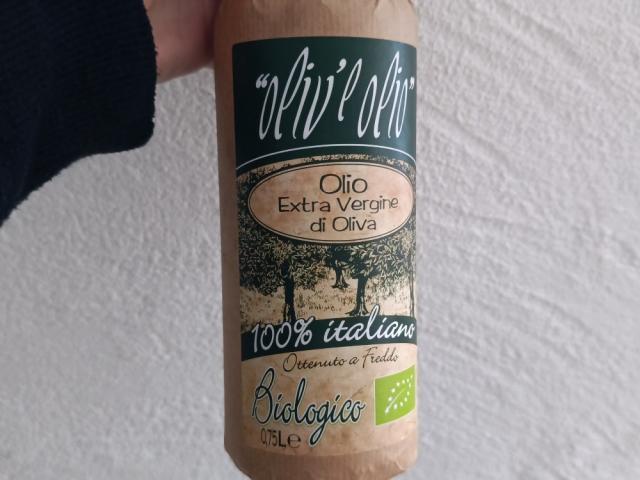 "oliv'e olio"
Olio
Extra Vergine
di Oliva
100% italiano
Ottenuto a Freddo
Biologico
0,75L℮